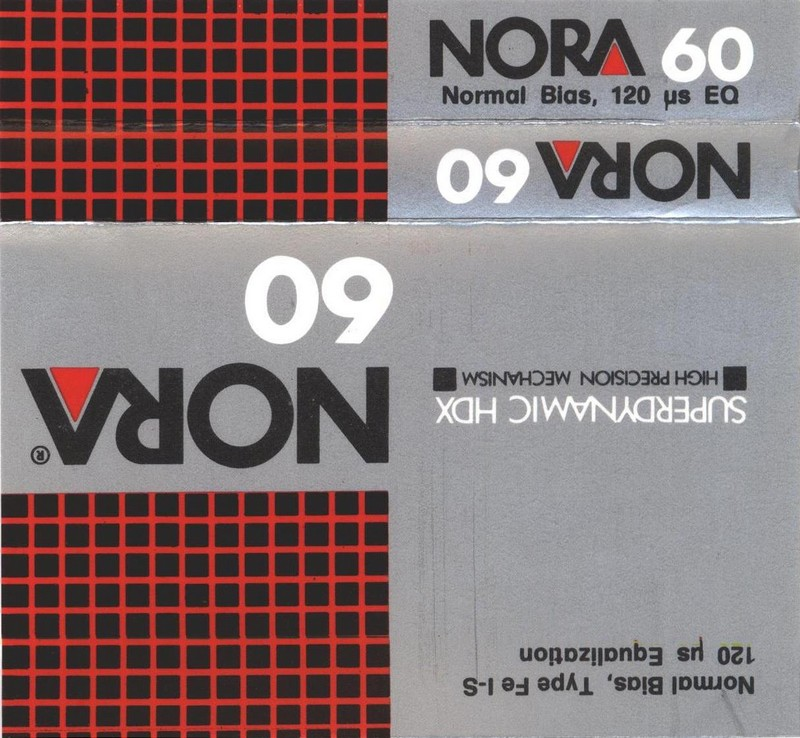 NORA 60
Normal Bias, 120 µs EQ
NORA 60
60
NORA®
SUPERDYNAMIC HDX
HIGH PRECISION MECHANISM
Normal Bias, Type Fe I-S
120 µs Equalization